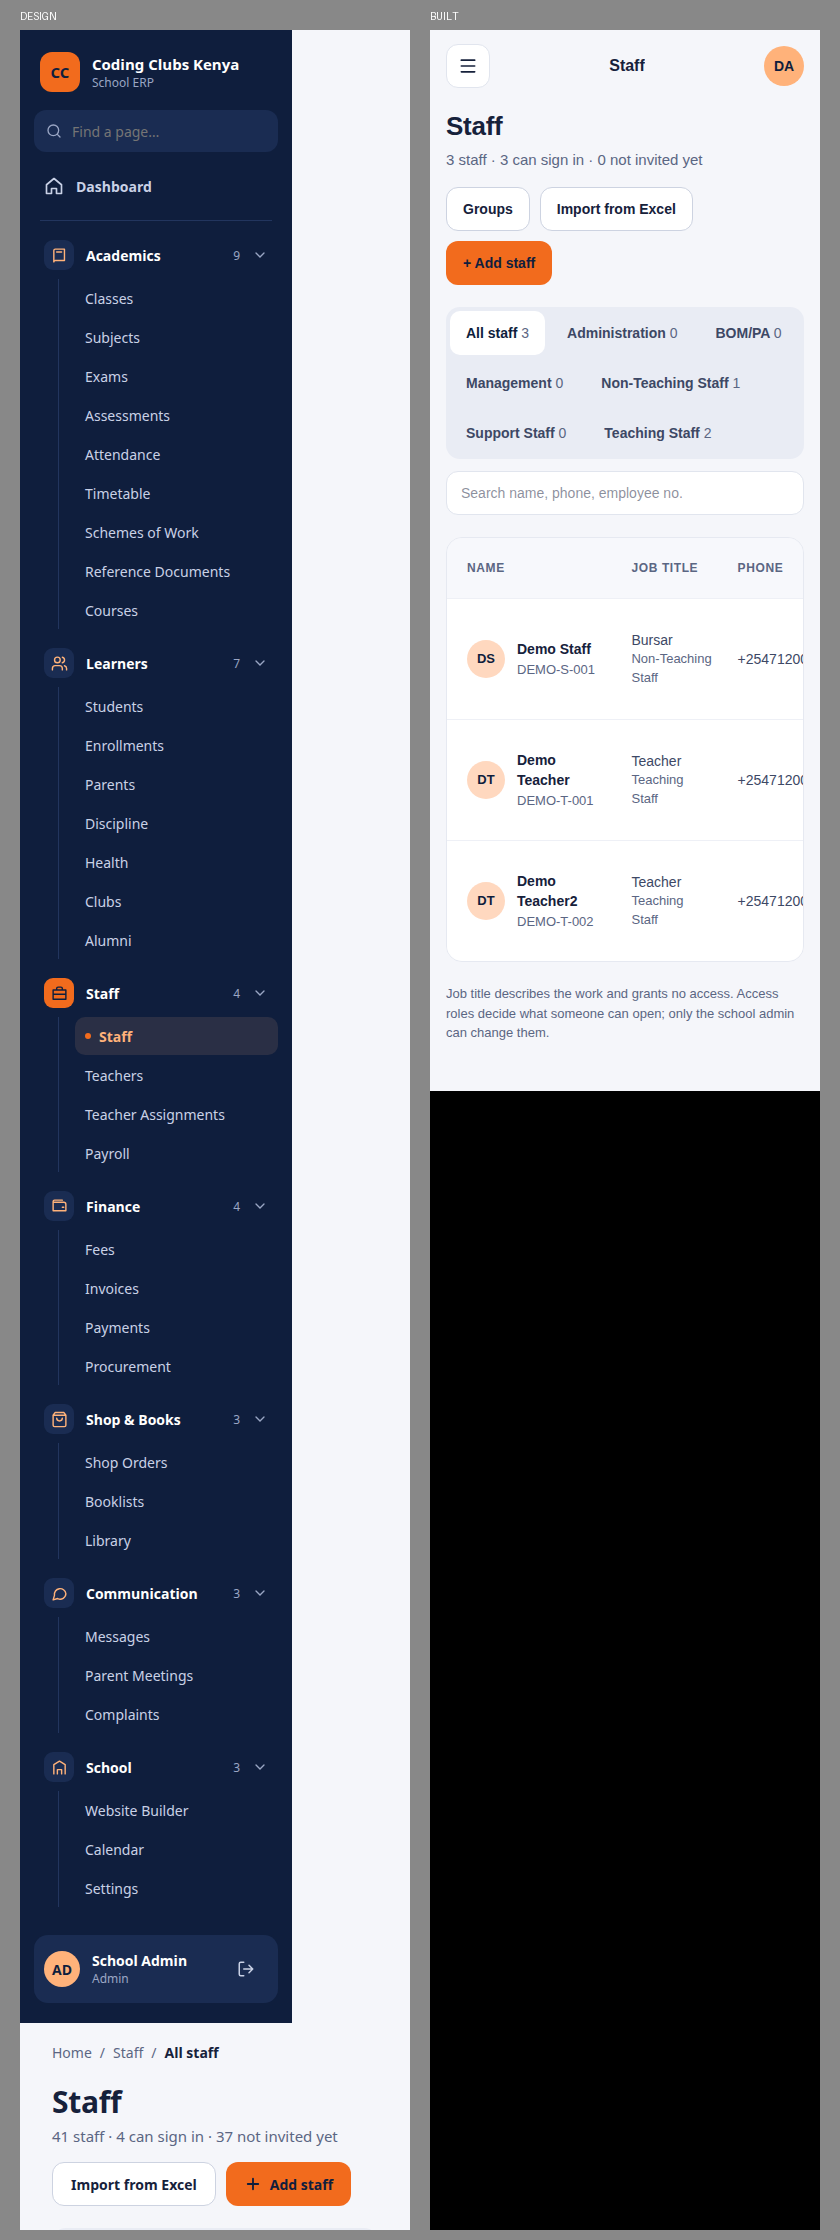 DESIGN
CC
Coding Clubs Kenya
School ERP
Find a page...
Dashboard
Academics 9
Classes
Subjects
Exams
Assessments
Attendance
Timetable
Schemes of Work
Reference Documents
Courses
Learners 7
Students
Enrollments
Parents
Discipline
Health
Clubs
Alumni
Staff 4
Staff
Teachers
Teacher Assignments
Payroll
Finance 4
Fees
Invoices
Payments
Procurement
Shop & Books 3
Shop Orders
Booklists
Library
Communication 3
Messages
Parent Meetings
Complaints
School 3
Website Builder
Calendar
Settings
AD
School Admin
Admin
Home / Staff / All staff
Staff
41 staff · 4 can sign in · 37 not invited yet
Import from Excel + Add staff
BUILT
Staff DA
Staff
3 staff · 3 can sign in · 0 not invited yet
Groups Import from Excel
+ Add staff
All staff 3 Administration 0 BOM/PA 0
Management 0 Non-Teaching Staff 1
Support Staff 0 Teaching Staff 2
Search name, phone, employee no.
NAME JOB TITLE PHONE
DS
Demo Staff
DEMO-S-001
Bursar
Non-Teaching
Staff
+25471200
DT
Demo
Teacher
DEMO-T-001
Teacher
Teaching
Staff
+25471200
DT
Demo
Teacher2
DEMO-T-002
Teacher
Teaching
Staff
+25471200
Job title describes the work and grants no access. Access
roles decide what someone can open; only the school admin
can change them.